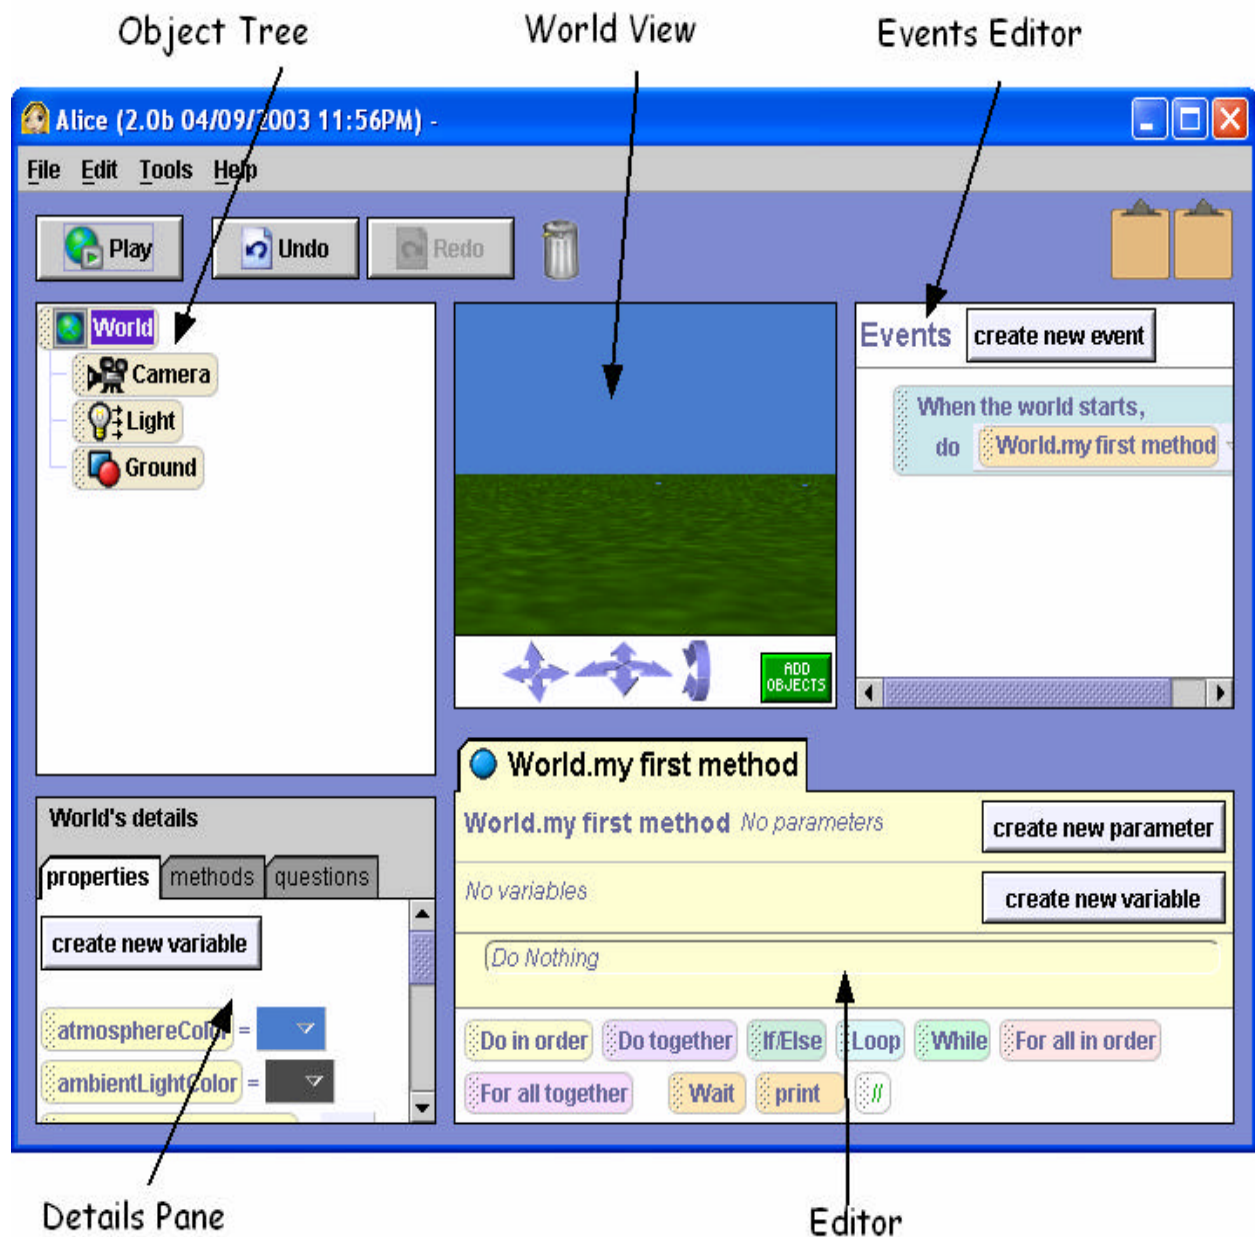 Object Tree World View Events Editor
Alice (2.0b 04/09/2003 11:56PM) -
File Edit Tools Help
Play Undo Redo
World
Camera
Light
Ground
ADD
OBJECTS
Events create new event
When the world starts,
do World.my first method
World's details
properties methods questions
create new variable
atmosphereColor =
ambientLightColor =
World.my first method
World.my first method No parameters create new parameter
No variables create new variable
Do Nothing
Do in order Do together If/Else Loop While For all in order
For all together Wait print //
Details Pane Editor